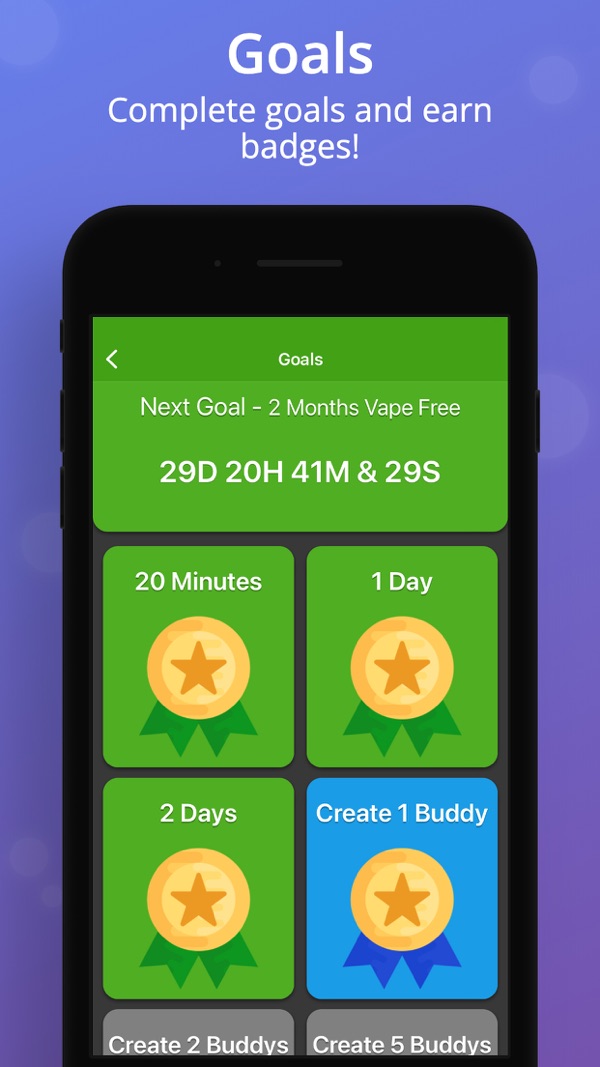 Goals
Complete goals and earn
badges!
Goals
Next Goal - 2 Months Vape Free
29D 20H 41M & 29S
20 Minutes
1 Day
2 Days
Create 1 Buddy
Create 2 Buddys
Create 5 Buddys